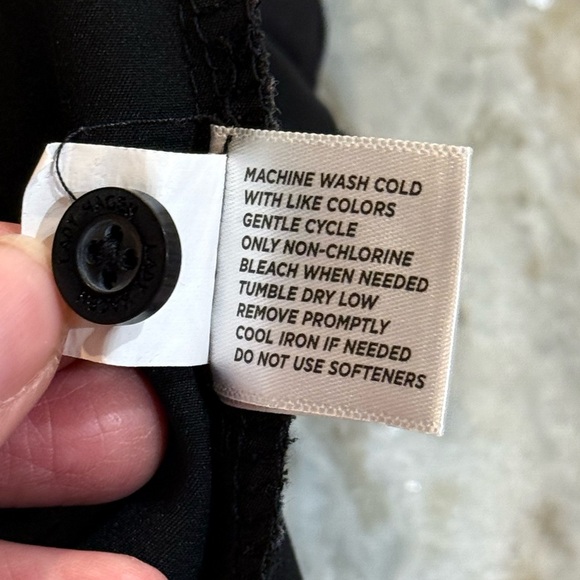 MACHINE WASH COLD
WITH LIKE COLORS
GENTLE CYCLE
ONLY NON-CHLORINE
BLEACH WHEN NEEDED
TUMBLE DRY LOW
REMOVE PROMPTLY
COOL IRON IF NEEDED
DO NOT USE SOFTENERS